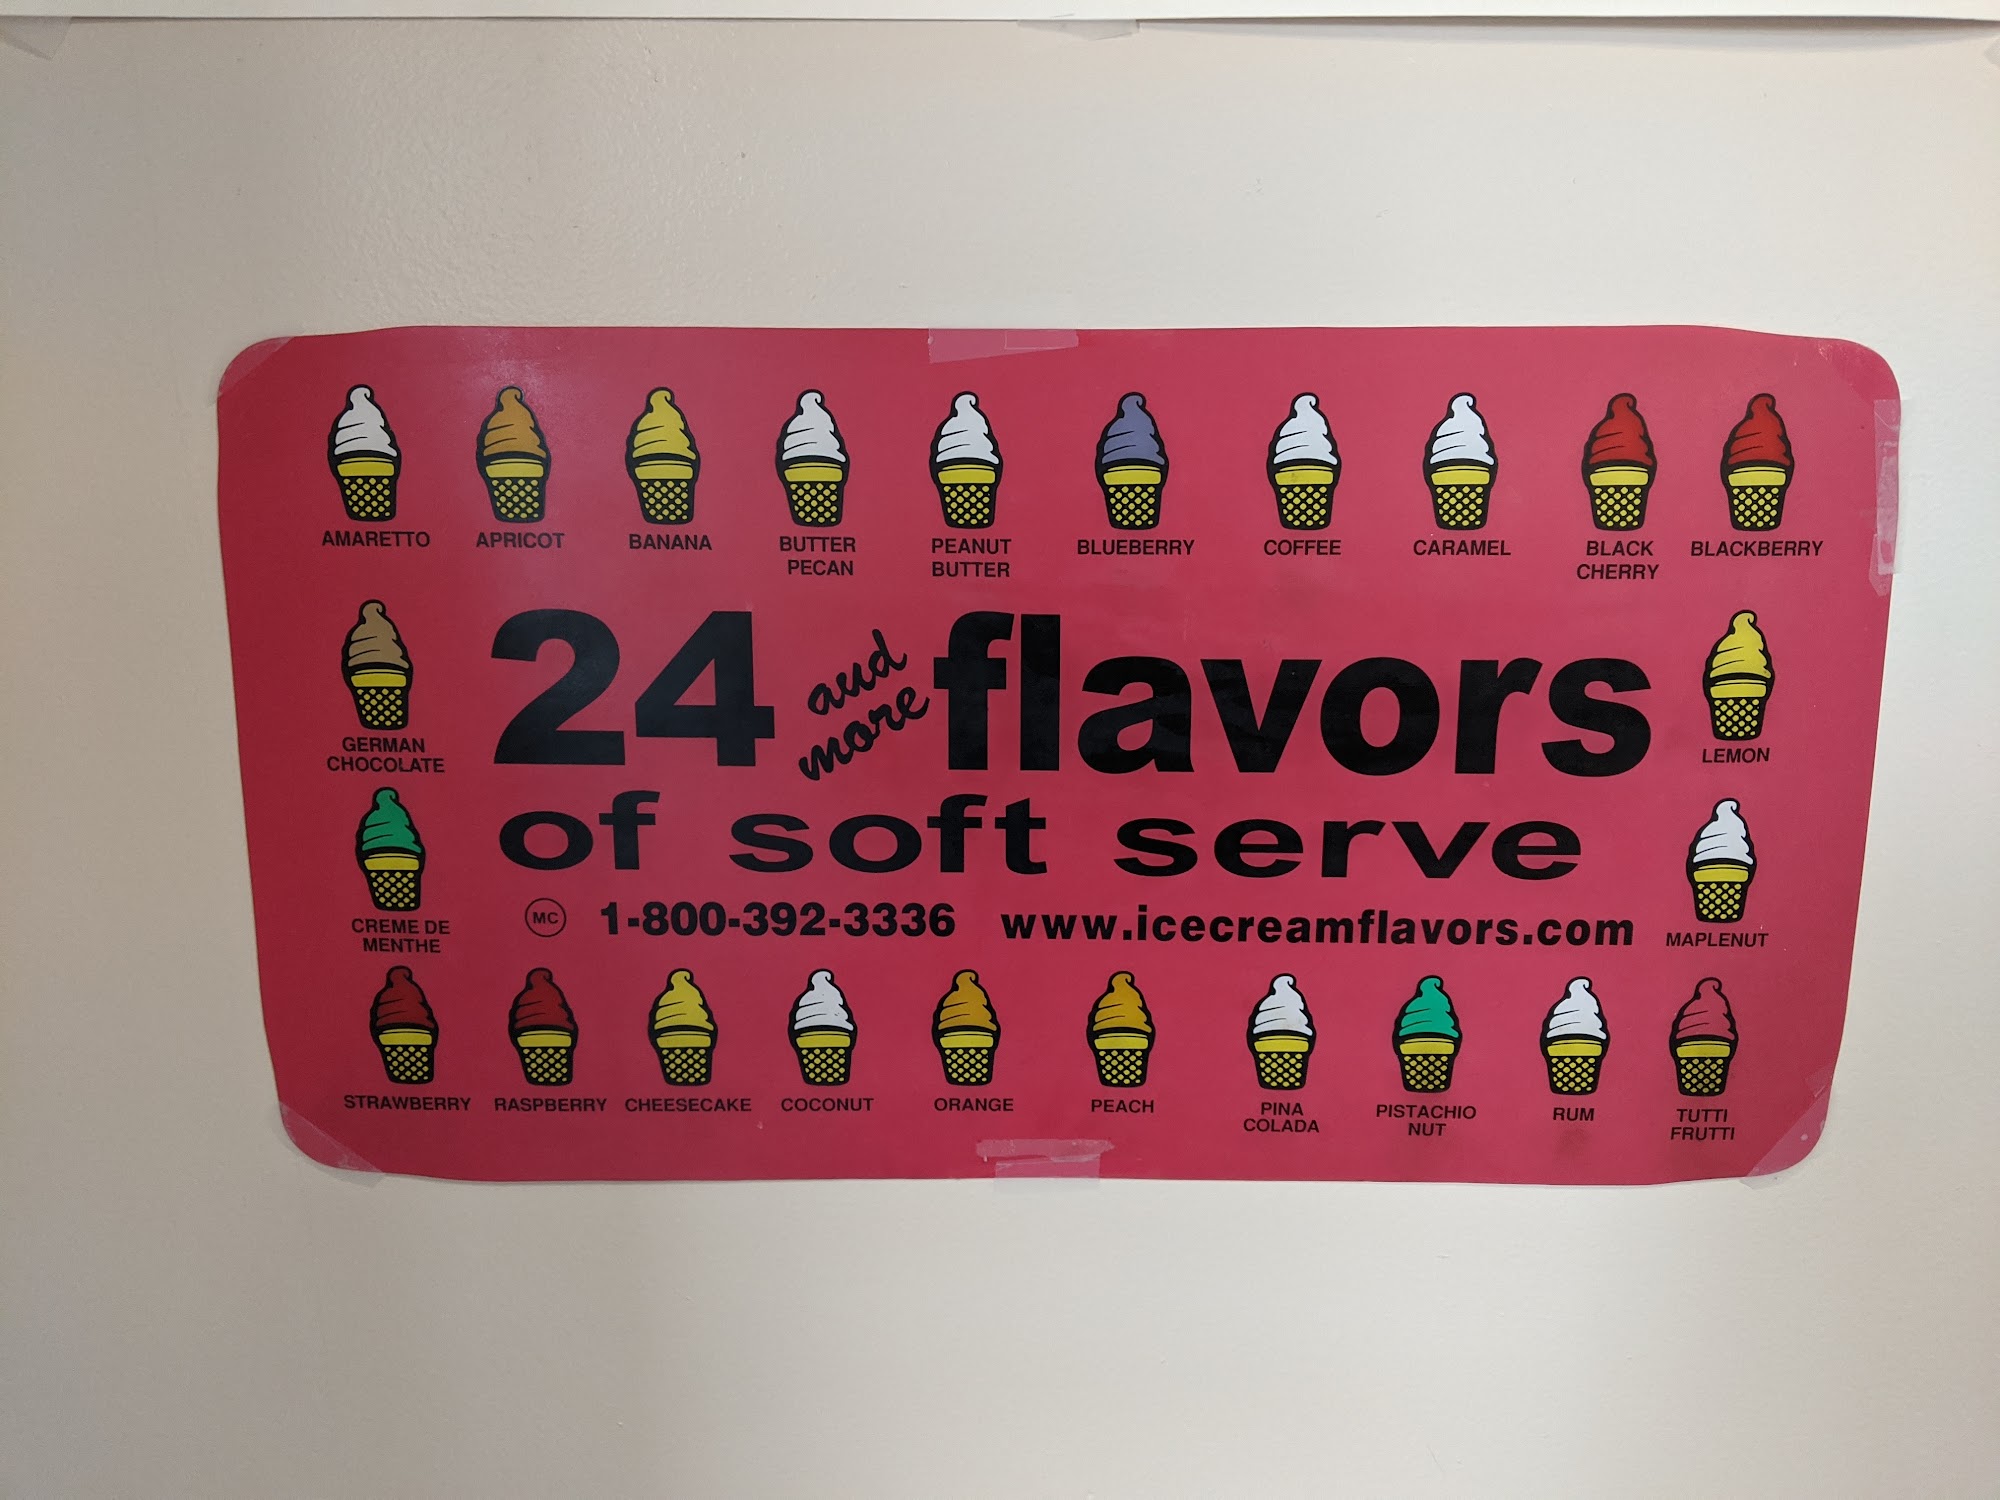 AMARETTO APRICOT BANANA BUTTER PEANUT BLUEBERRY COFFEE CARAMEL BLACK BLACKBERRY
PECAN BUTTER CHERRY
24 and more flavors
GERMAN
CHOCOLATE
LEMON
of soft serve
CREME DE
MENTHE
MC 1-800-392-3336 www.icecreamflavors.com
MAPLENUT
STRAWBERRY RASPBERRY CHEESECAKE COCONUT ORANGE PEACH PINA PISTACHIO RUM TUTTI
COLADA NUT FRUTTI